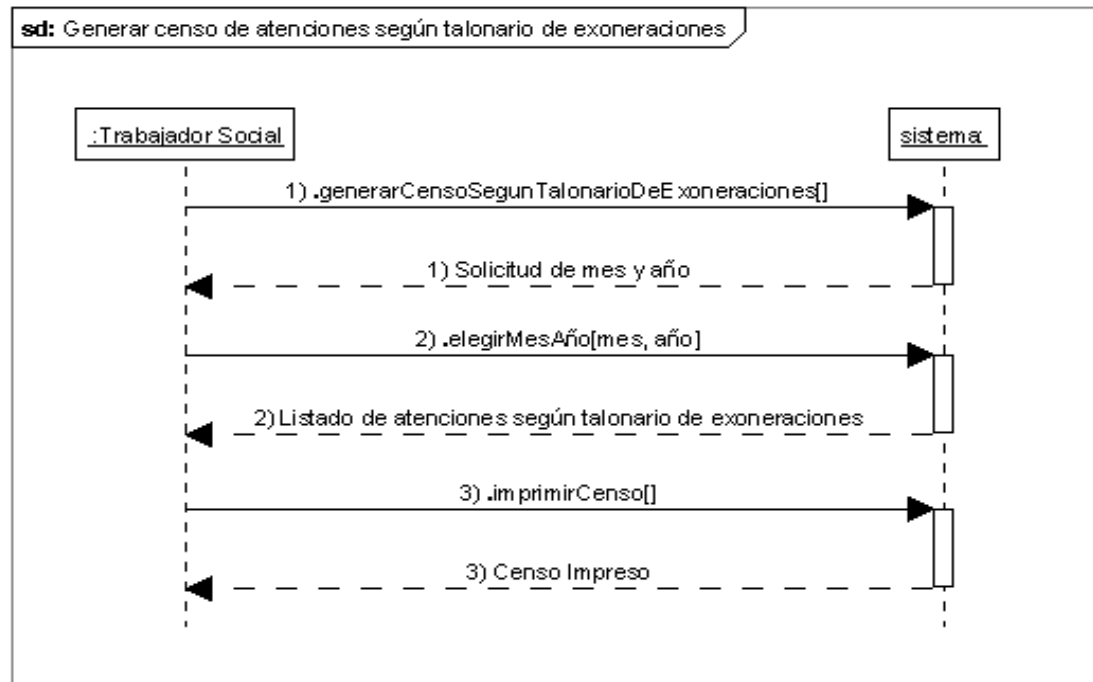 sd: Generar censo de atenciones según talonario de exoneraciones
:Trabajador Social
sistema:
1) .generarCensoSegunTalonarioDeExoneraciones[]
1) Solicitud de mes y año
2) .elegirMesAño[mes, año]
2) Listado de atenciones según talonario de exoneraciones
3) .imprimirCenso[]
3) Censo Impreso